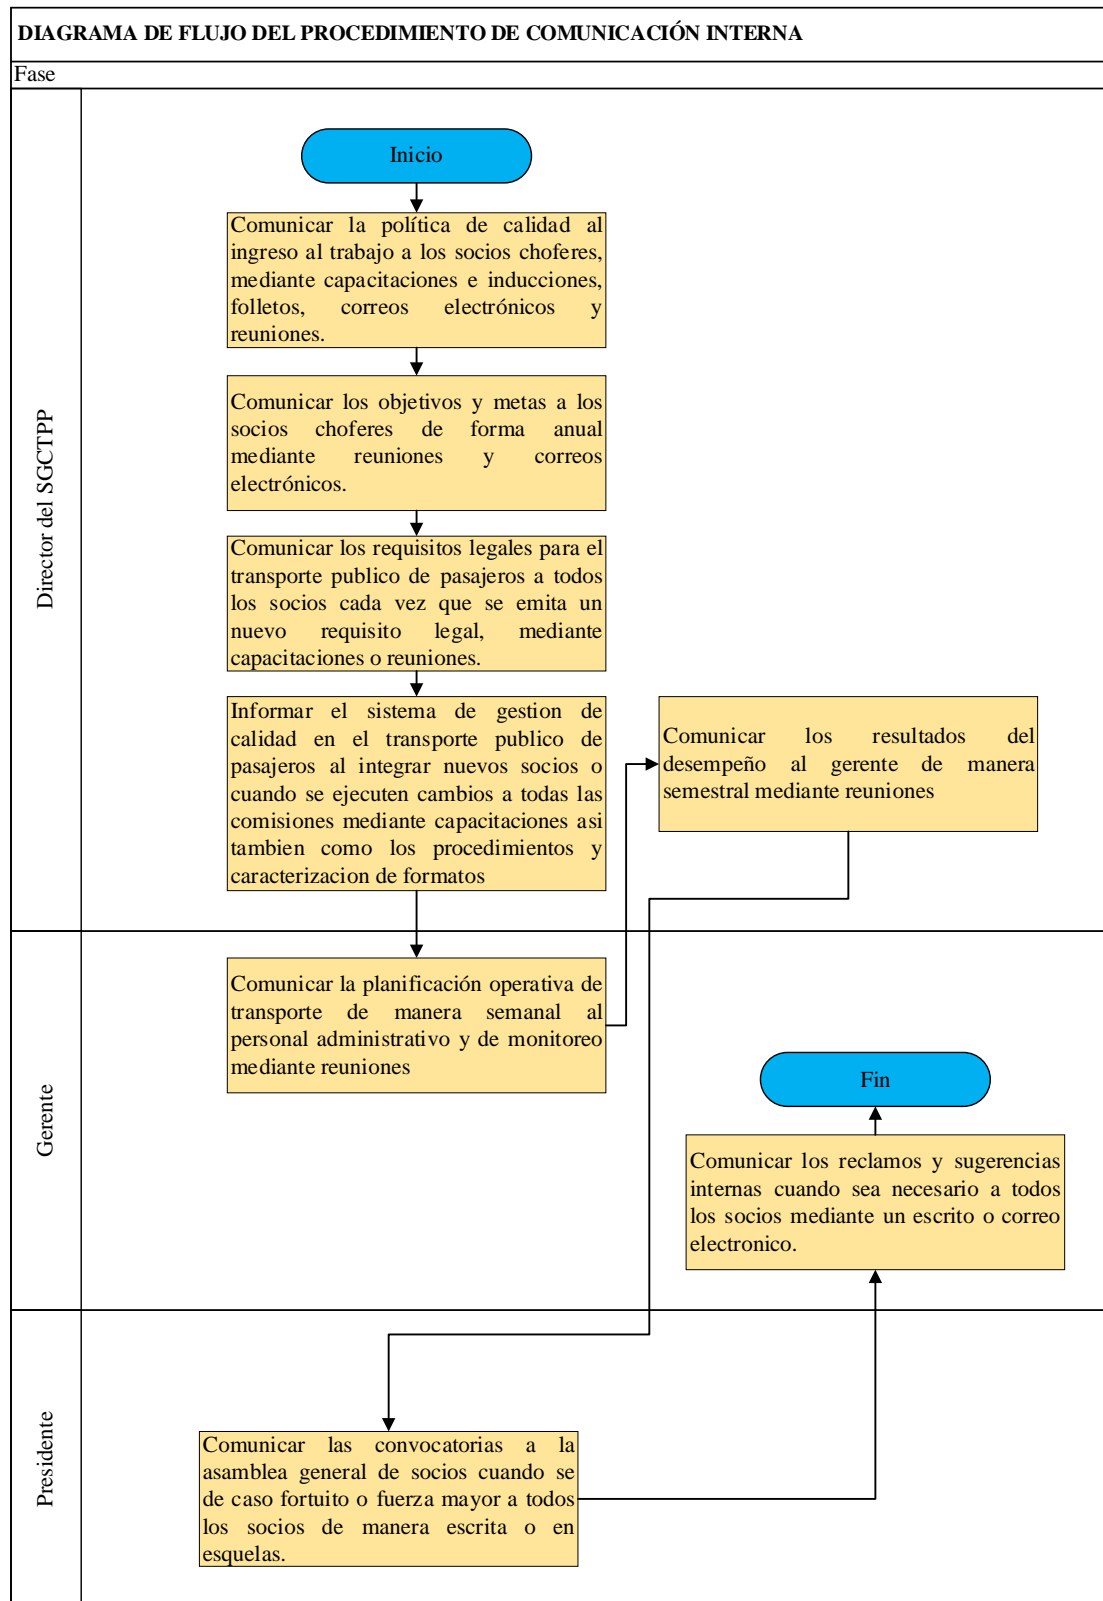 DIAGRAMA DE FLUJO DEL PROCEDIMIENTO DE COMUNICACIÓN INTERNA
Fase
Director del SGCTPP
Inicio
Comunicar la política de calidad al
ingreso al trabajo a los socios choferes,
mediante capacitaciones e inducciones,
folletos, correos electrónicos y
reuniones.
Comunicar los objetivos y metas a los
socios choferes de forma anual
mediante reuniones y correos
electrónicos.
Comunicar los requisitos legales para el
transporte publico de pasajeros a todos
los socios cada vez que se emita un
nuevo requisito legal, mediante
capacitaciones o reuniones.
Informar el sistema de gestion de
calidad en el transporte publico de
pasajeros al integrar nuevos socios o
cuando se ejecuten cambios a todas las
comisiones mediante capacitaciones asi
tambien como los procedimientos y
caracterizacion de formatos
Comunicar los resultados del
desempeño al gerente de manera
semestral mediante reuniones
Gerente
Comunicar la planificación operativa de
transporte de manera semanal al
personal administrativo y de monitoreo
mediante reuniones
Fin
Comunicar los reclamos y sugerencias
internas cuando sea necesario a todos
los socios mediante un escrito o correo
electronico.
Presidente
Comunicar las convocatorias a la
asamblea general de socios cuando se
de caso fortuito o fuerza mayor a todos
los socios de manera escrita o en
esquelas.